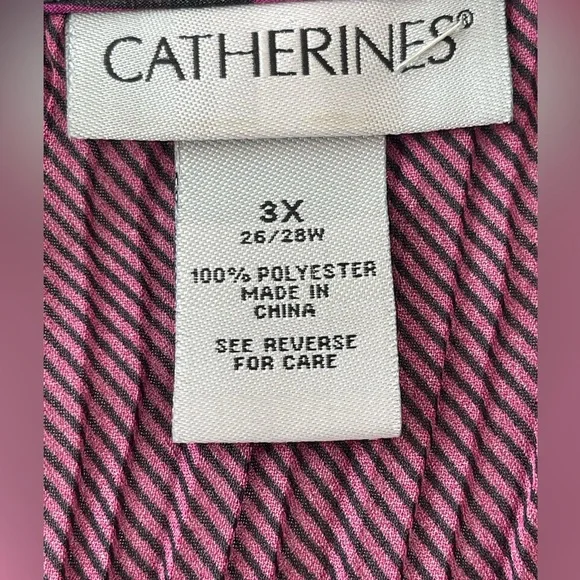 CATHERINES®
3X
26/28W
100% POLYESTER
MADE IN
CHINA
SEE REVERSE
FOR CARE